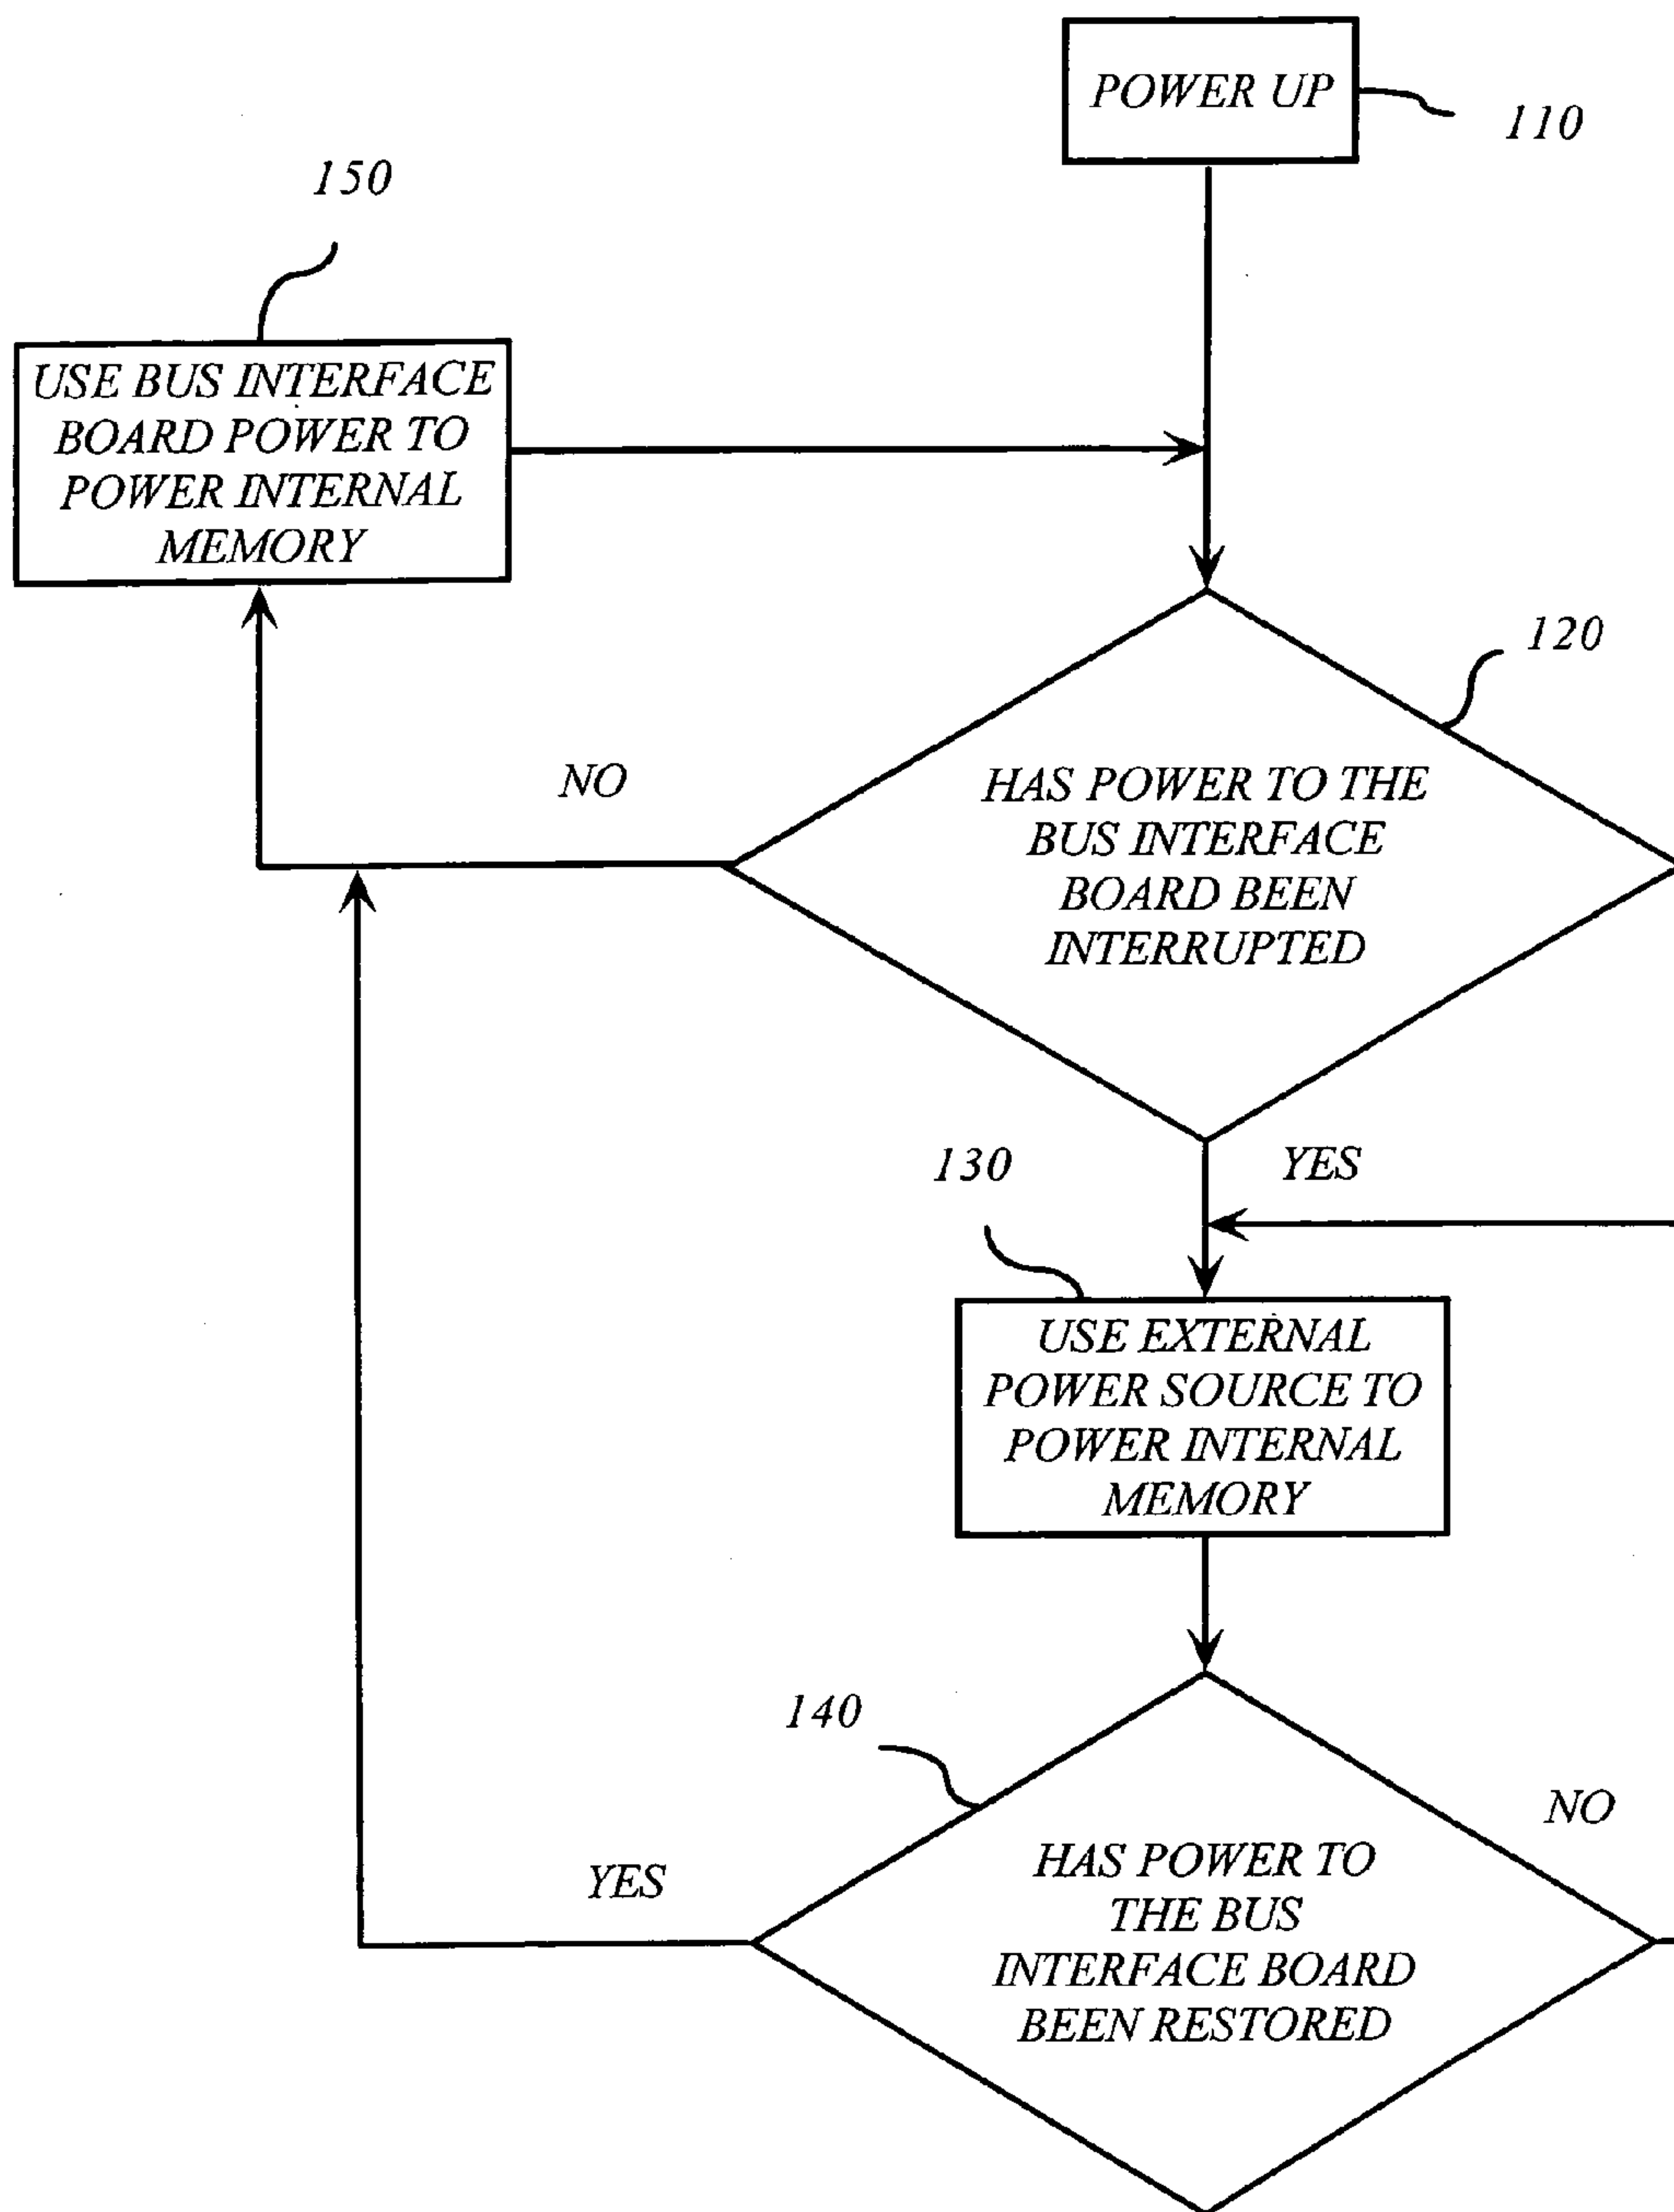 POWER UP
110
150
USE BUS INTERFACE
BOARD POWER TO
POWER INTERNAL
MEMORY
120
NO
HAS POWER TO THE
BUS INTERFACE
BOARD BEEN
INTERRUPTED
130
YES
USE EXTERNAL
POWER SOURCE TO
POWER INTERNAL
MEMORY
140
NO
YES
HAS POWER TO
THE BUS
INTERFACE BOARD
BEEN RESTORED